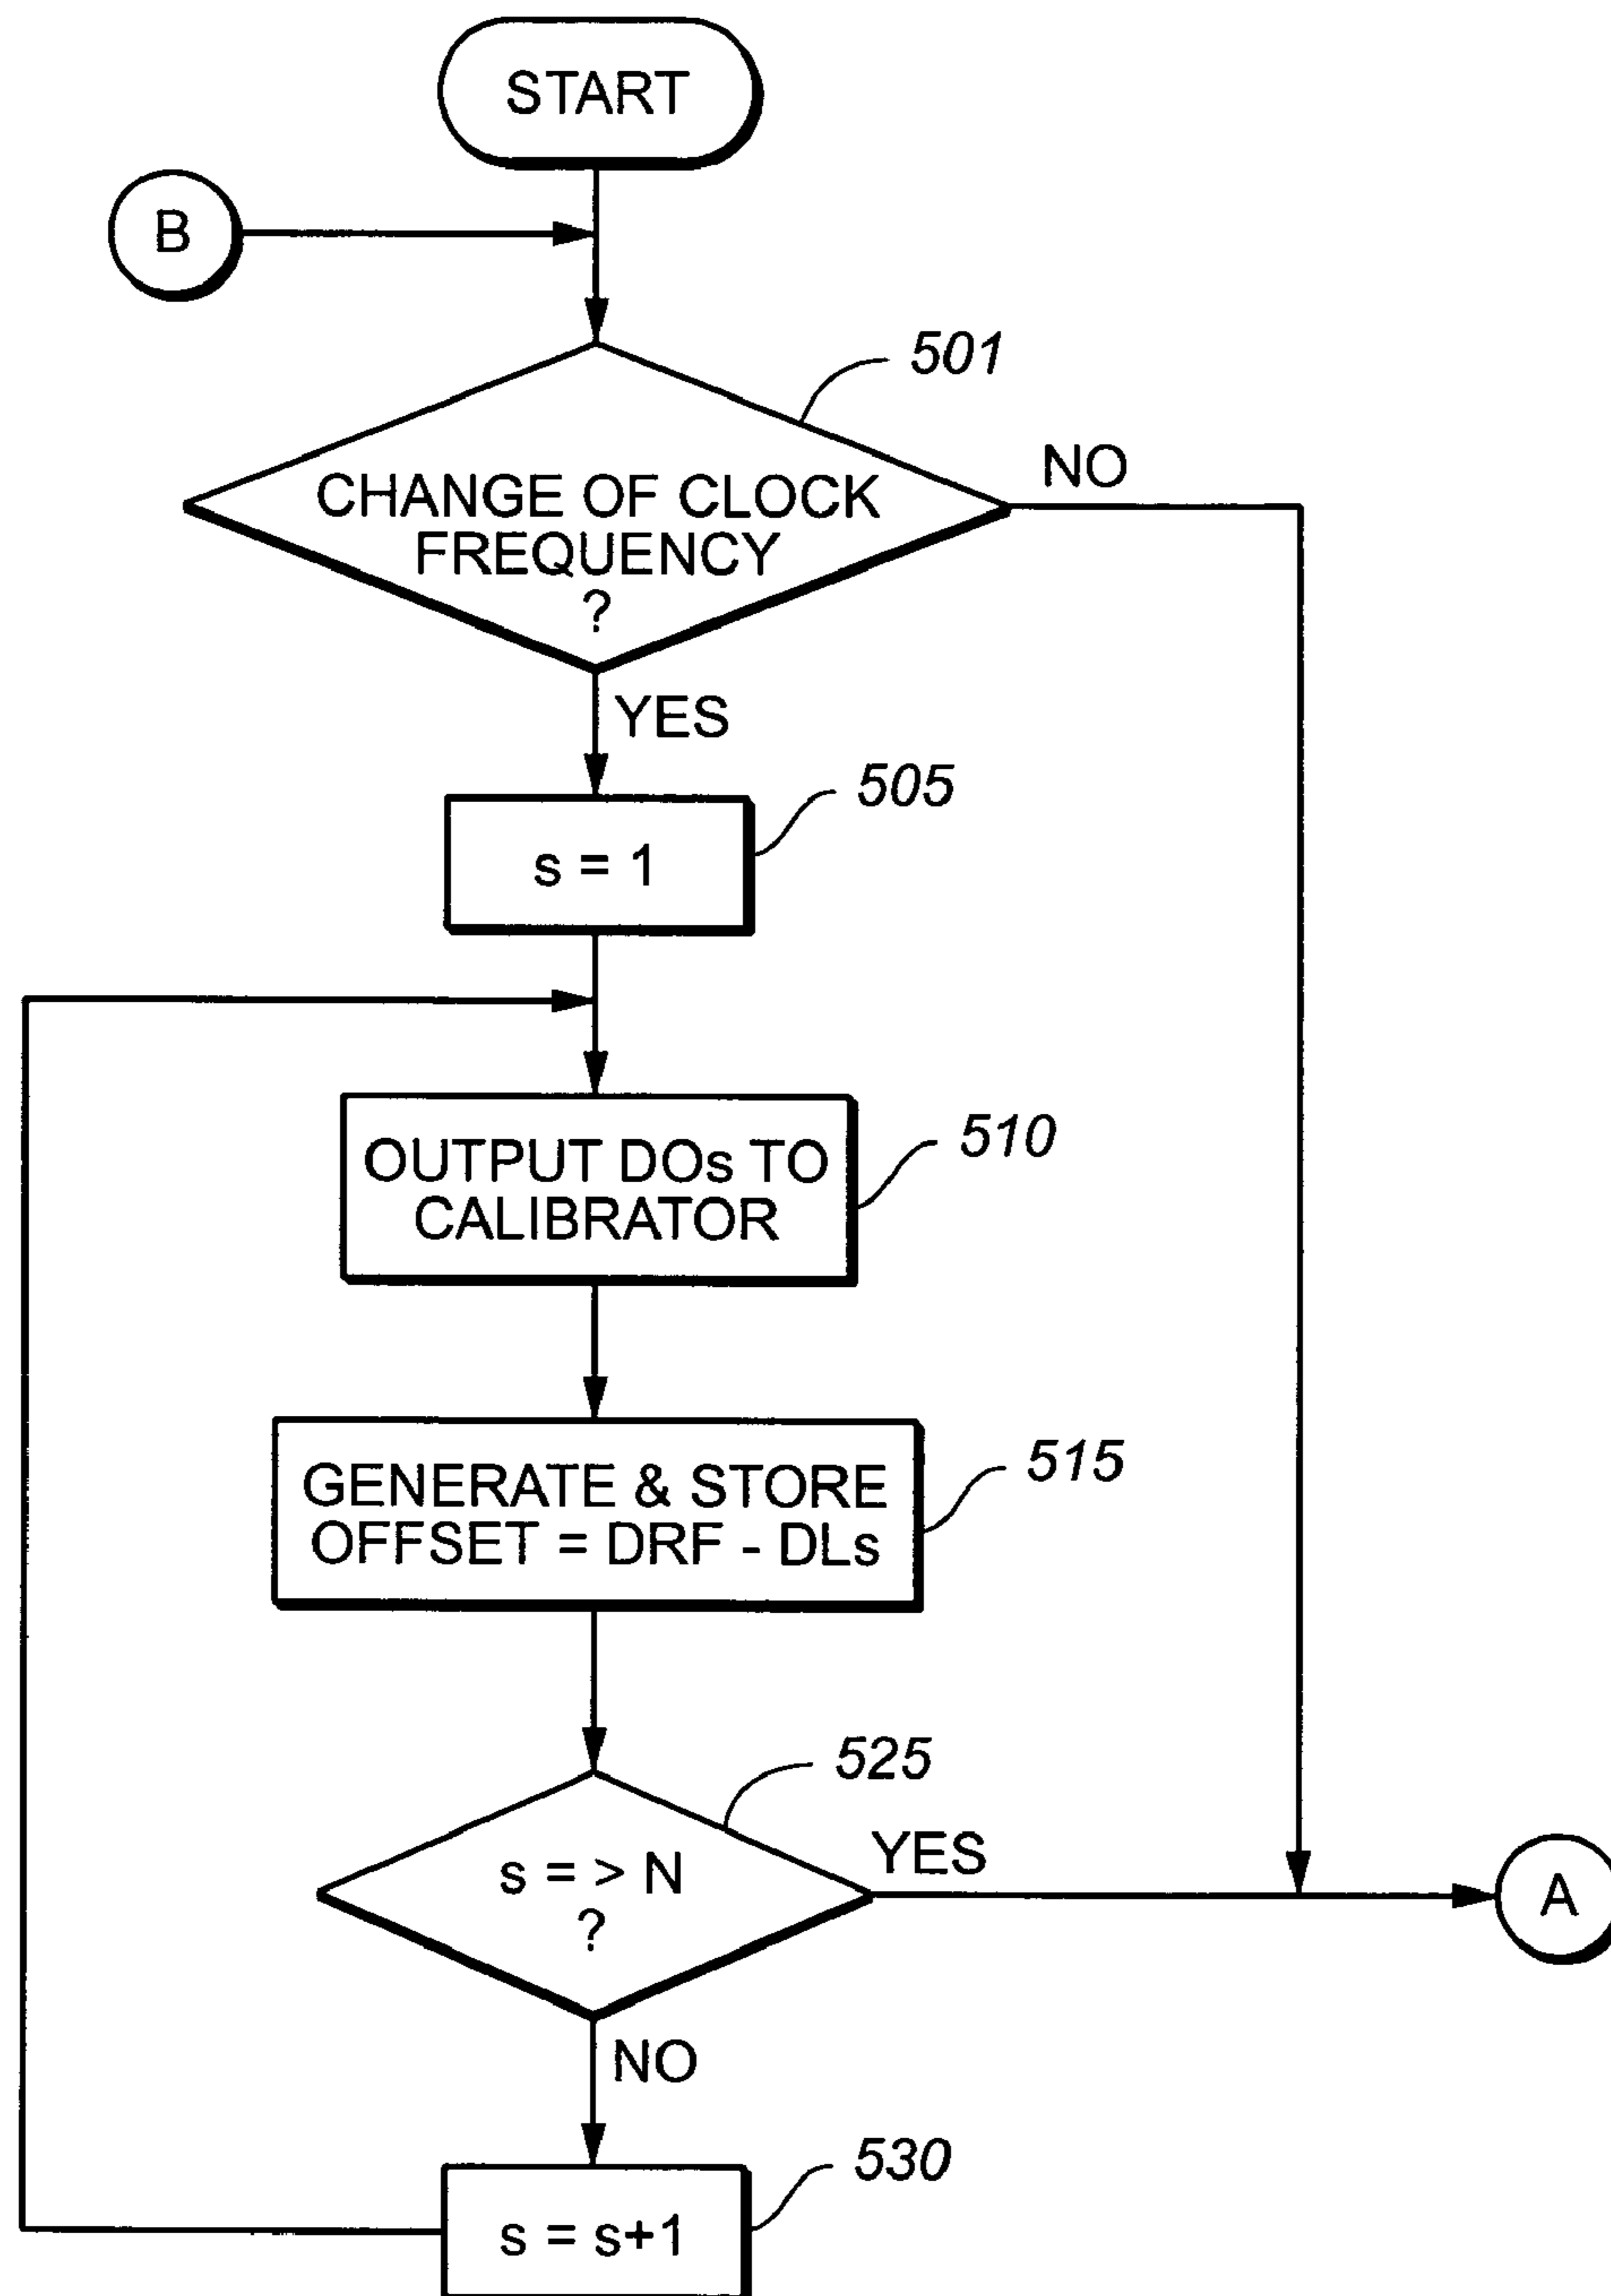 START
B
501
CHANGE OF CLOCK
FREQUENCY
?
NO
YES
505
s = 1
510
OUTPUT DOs TO
CALIBRATOR
515
GENERATE & STORE
OFFSET = DRF - DLs
525
s = > N
?
YES
A
NO
530
s = s+1